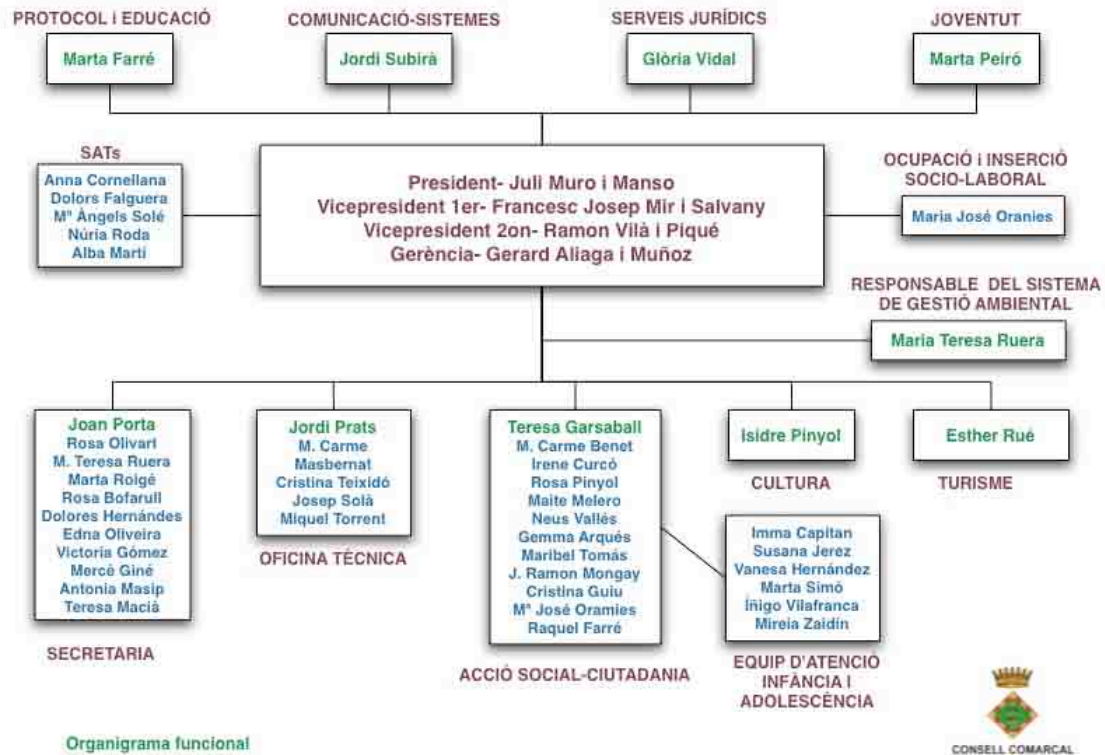 PROTOCOL i EDUCACIÓ
Marta Farré
COMUNICACIÓ-SISTEMES
Jordi Subirà
SERVEIS JURÍDICS
Glòria Vidal
JOVENTUT
Marta Peiró
SATs
Anna Cornellana
Dolors Falguera
Mª Àngels Solé
Núria Roda
Alba Martí
President- Juli Muro i Manso
Vicepresident 1er- Francesc Josep Mir i Salvany
Vicepresident 2on- Ramon Vilà i Piqué
Gerència- Gerard Aliaga i Muñoz
OCUPACIÓ i INSERCIÓ
SOCIO-LABORAL
Maria José Oranies
RESPONSABLE DEL SISTEMA
DE GESTIÓ AMBIENTAL
Maria Teresa Ruera
Joan Porta
Rosa Olivart
M. Teresa Ruera
Marta Roigé
Rosa Bofarull
Dolores Hernándes
Edna Oliveira
Victoria Gómez
Mercè Giné
Antonia Masip
Teresa Macià
SECRETARIA
Jordi Prats
M. Carme
Masbernat
Cristina Teixidó
Josep Solà
Miquel Torrent
OFICINA TÉCNICA
Teresa Garsaball
M. Carme Benet
Irene Curcó
Rosa Pinyol
Maite Melero
Neus Vallés
Gemma Arqués
Maribel Tomás
J. Ramon Mongay
Cristina Guiu
Mª José Oramies
Raquel Farré
ACCIÓ SOCIAL-CIUTADANIA
Isidre Pinyol
CULTURA
Imma Capitan
Susana Jerez
Vanesa Hernández
Marta Simó
Íñigo Vilafranca
Mireia Zaidín
EQUIP D'ATENCIÓ
INFÀNCIA I
ADOLESCÈNCIA
Esther Rué
TURISME
Organigrama funcional
CONSELL COMARCAL